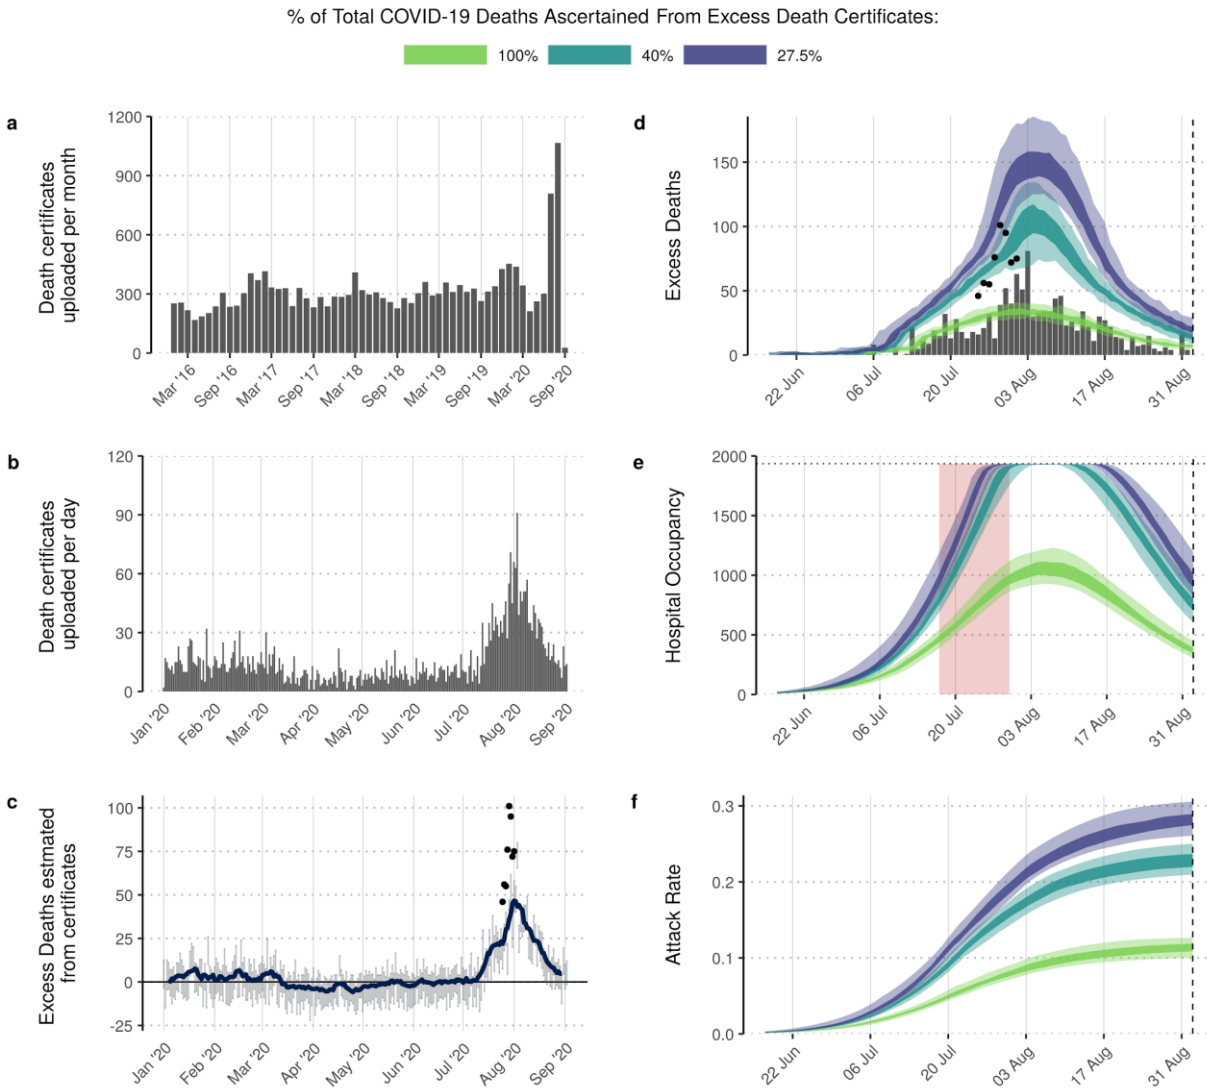 % of Total COVID-19 Deaths Ascertained From Excess Death Certificates:
100% 40% 27.5%
a
Death certificates
uploaded per month
1200
900
600
300
0
Mar '16 Sep '16 Mar '17 Sep '17 Mar '18 Sep '18 Mar '19 Sep '19 Mar '20 Sep '20
b
Death certificates
uploaded per day
120
90
60
30
0
Jan '20 Feb '20 Mar '20 Apr '20 May '20 Jun '20 Jul '20 Aug '20 Sep '20
c
Excess Deaths estmated
from certificates
100
75
50
25
0
-25
Jan '20 Feb '20 Mar '20 Apr '20 May '20 Jun '20 Jul '20 Aug '20 Sep '20
d
Excess Deaths
150
100
50
0
22 Jun 06 Jul 20 Jul 03 Aug 17 Aug 31 Aug
e
Hospital Occupancy
2000
1500
1000
500
0
22 Jun 06 Jul 20 Jul 03 Aug 17 Aug 31 Aug
f
Attack Rate
0.3
0.2
0.1
0.0
22 Jun 06 Jul 20 Jul 03 Aug 17 Aug 31 Aug